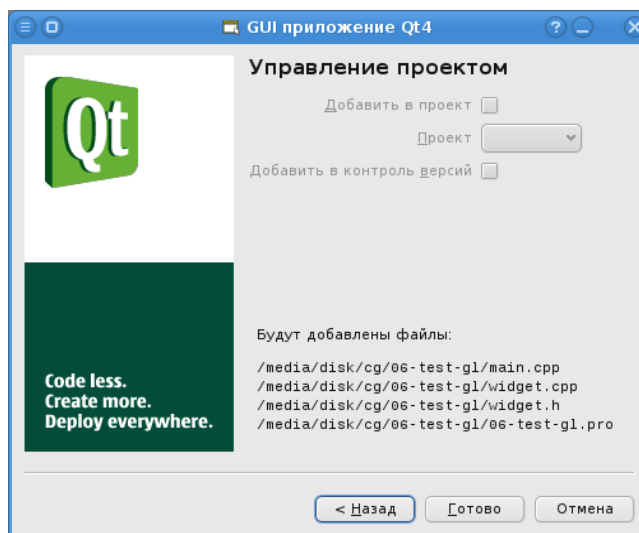 GUI приложение Qt4
Qt
Управление проектом
Добавить в проект
Проект
Добавить в контроль версий
Будут добавлены файлы:
/media/disk/cg/06-test-gl/main.cpp
/media/disk/cg/06-test-gl/widget.cpp
/media/disk/cg/06-test-gl/widget.h
/media/disk/cg/06-test-gl/06-test-gl.pro
Code less.
Create more.
Deploy everywhere.
< Назад
Готово
Отмена